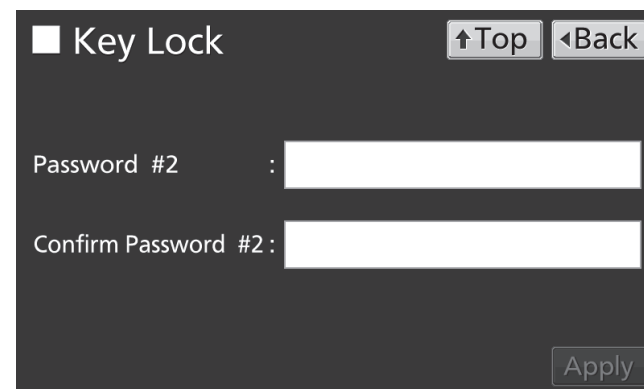 Key Lock
Top
Back
Password #2 :
Confirm Password #2 :
Apply